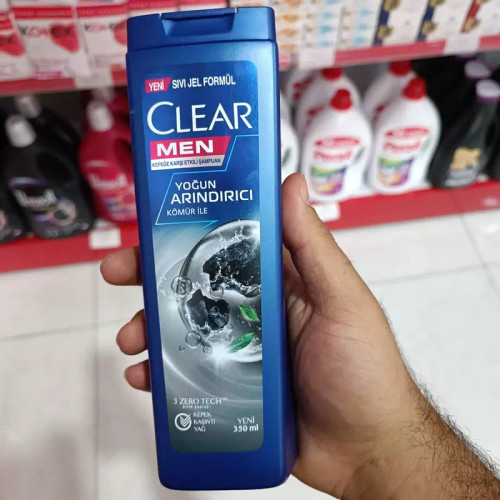 YENİ SIVI JEL FORMÜL
CLEAR
MEN
KEPEĞE KARŞI ETKİLİ ŞAMPUAN
YOĞUN
ARINDIRICI
KÖMÜR İLE
3 ZERO TECH™
KEPEK
KAŞINTI
YAĞ
YENİ
350 ml